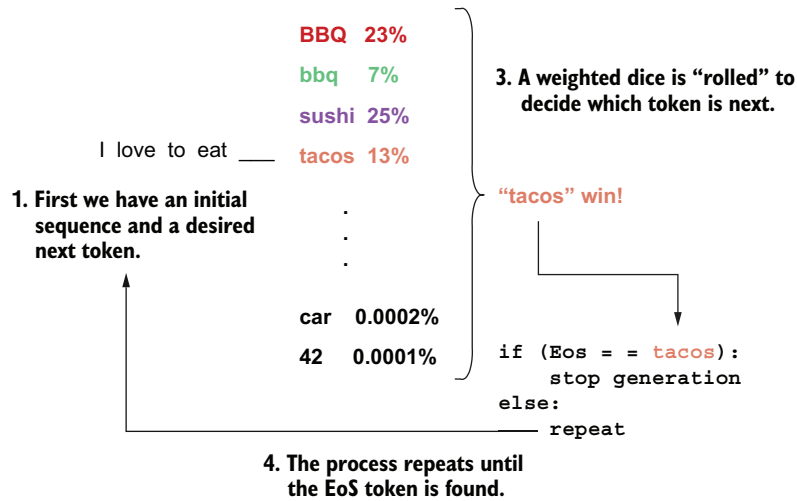 BBQ 23%
bbq 7%
sushi 25%
I love to eat ___ tacos 13%
.
.
.
car 0.0002%
42 0.0001%
1. First we have an initial
sequence and a desired
next token.
3. A weighted dice is “rolled” to
decide which token is next.
“tacos” win!
if (Eos = = tacos):
stop generation
else:
repeat
4. The process repeats until
the EoS token is found.